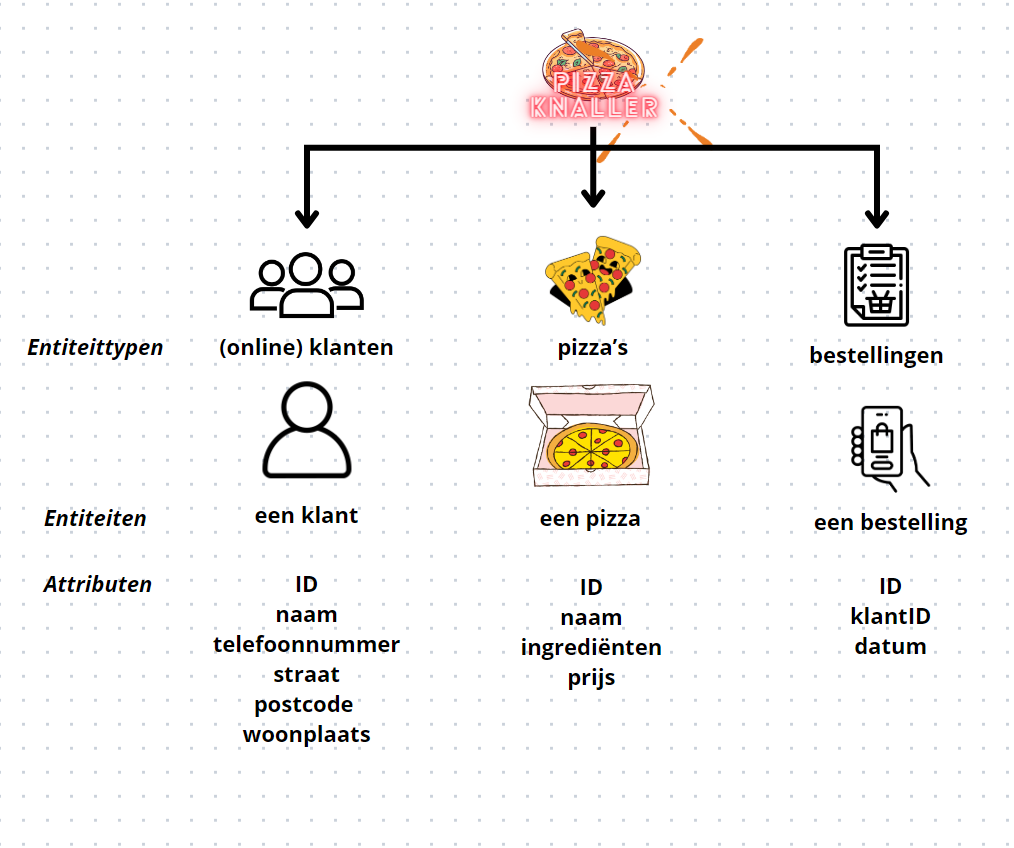 PIZZA
KNALLER
Entiteittypen
(online) klanten
pizza's
bestellingen
Entiteiten
een klant
een pizza
een bestelling
Attributen
ID
naam
telefoonnummer
straat
postcode
woonplaats
ID
naam
ingrediënten
prijs
ID
klantID
datum